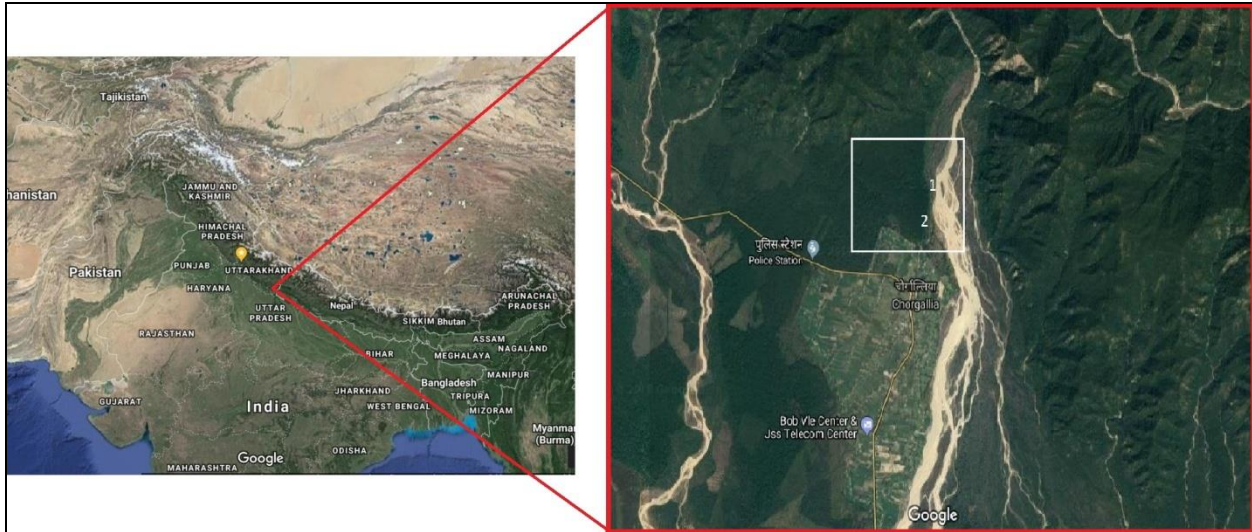 Tajikistan
hanistan
JAMMU AND
KASHMIR
HIMACHAL
PRADESH
Pakistan
PUNJAB
UTTARAKHAND
HARYANA
Nepal
UTTAR
PRADESH
ARUNACHAL
PRADESH
SIKKIM Bhutan
RAJASTHAN
ASSAM
NAGALAND
BIHAR
MEGHALAYA
MANIPUR
Bangladesh
JHARKHAND
TRIPURA
GUJARAT
India
WEST BENGAL
MIZORAM
Myanmar
(Burma)
ODISHA
Google
MAHARASHTRA
1
2
पुलिस स्टेशन
Police Station
Chorgallia
Bob Vle Center &
Jss Telecom Center
Google